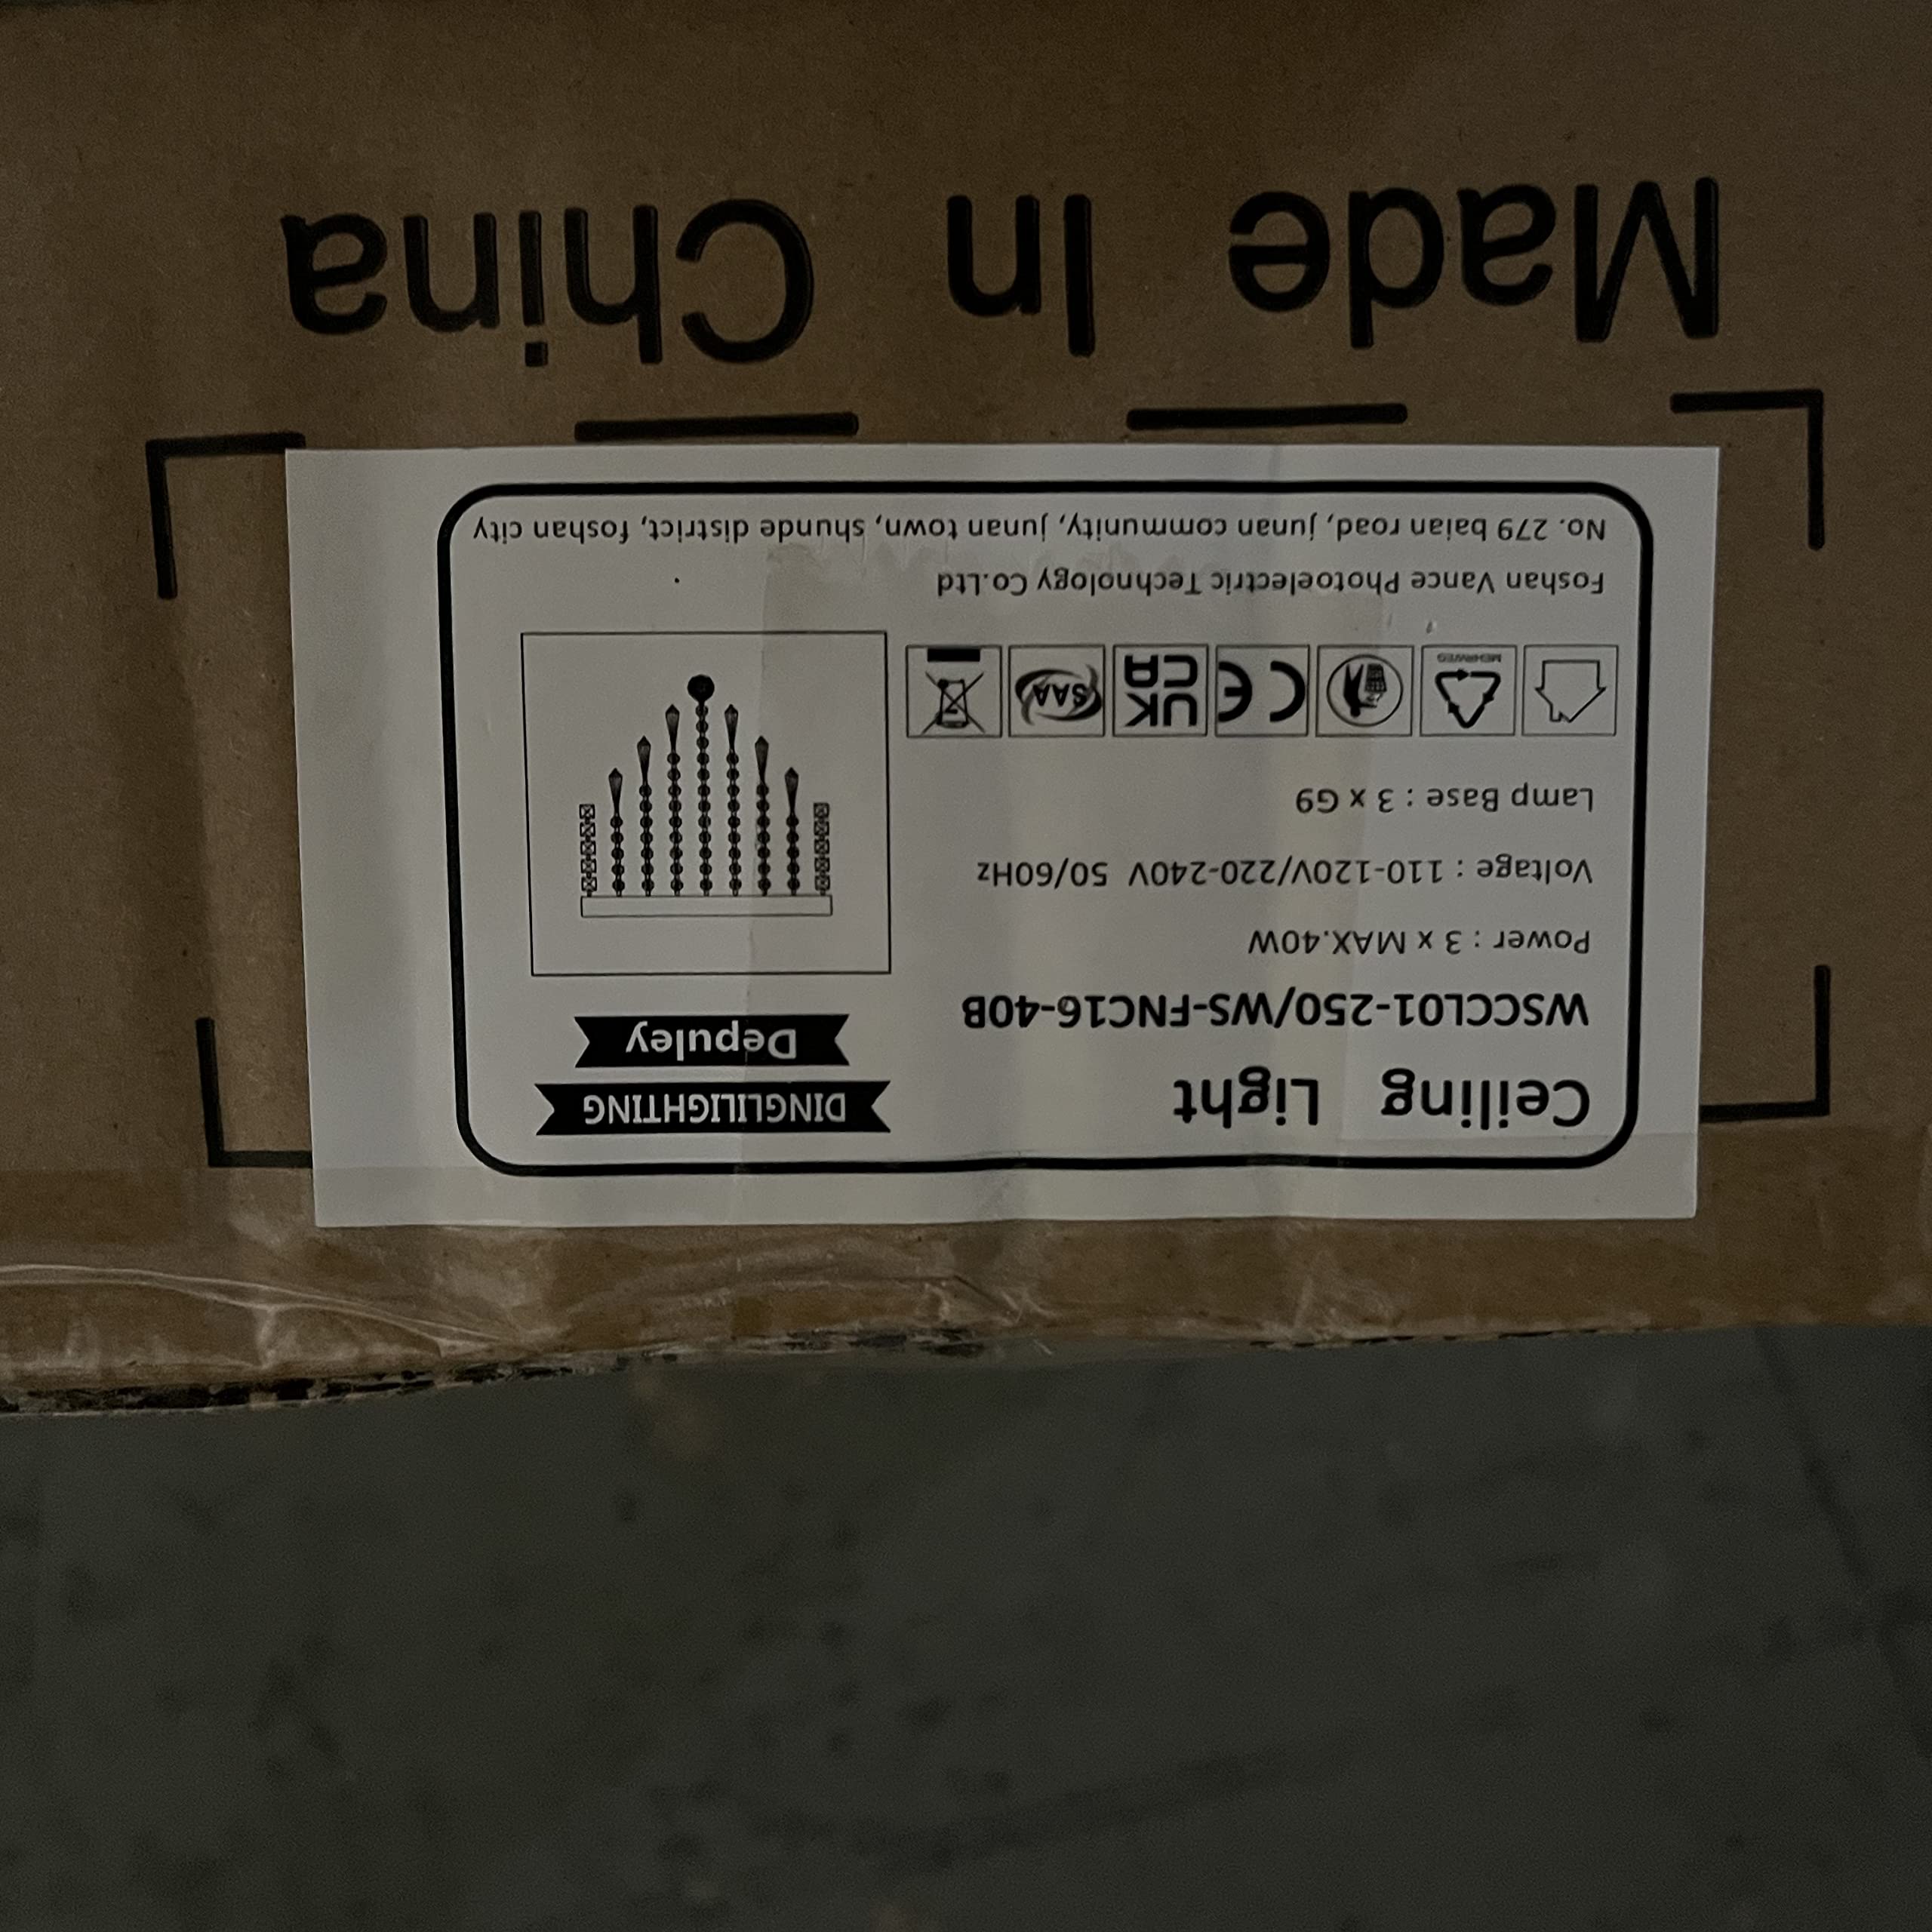 DINGLILIGHTING
Ceiling Light
Depuley
WSCCL01-250/WS-FNC16-40B
Power : 3 x MAX.40W
Voltage : 110-120V/220-240V 50/60Hz
Lamp Base : 3 x G9
MEHRWEG
CE
UK
CA
SAA
Foshan Vance Photoelectric Technology Co.Ltd
No. 279 baian road, junan community, junan town, shunde district, foshan city
Made In China